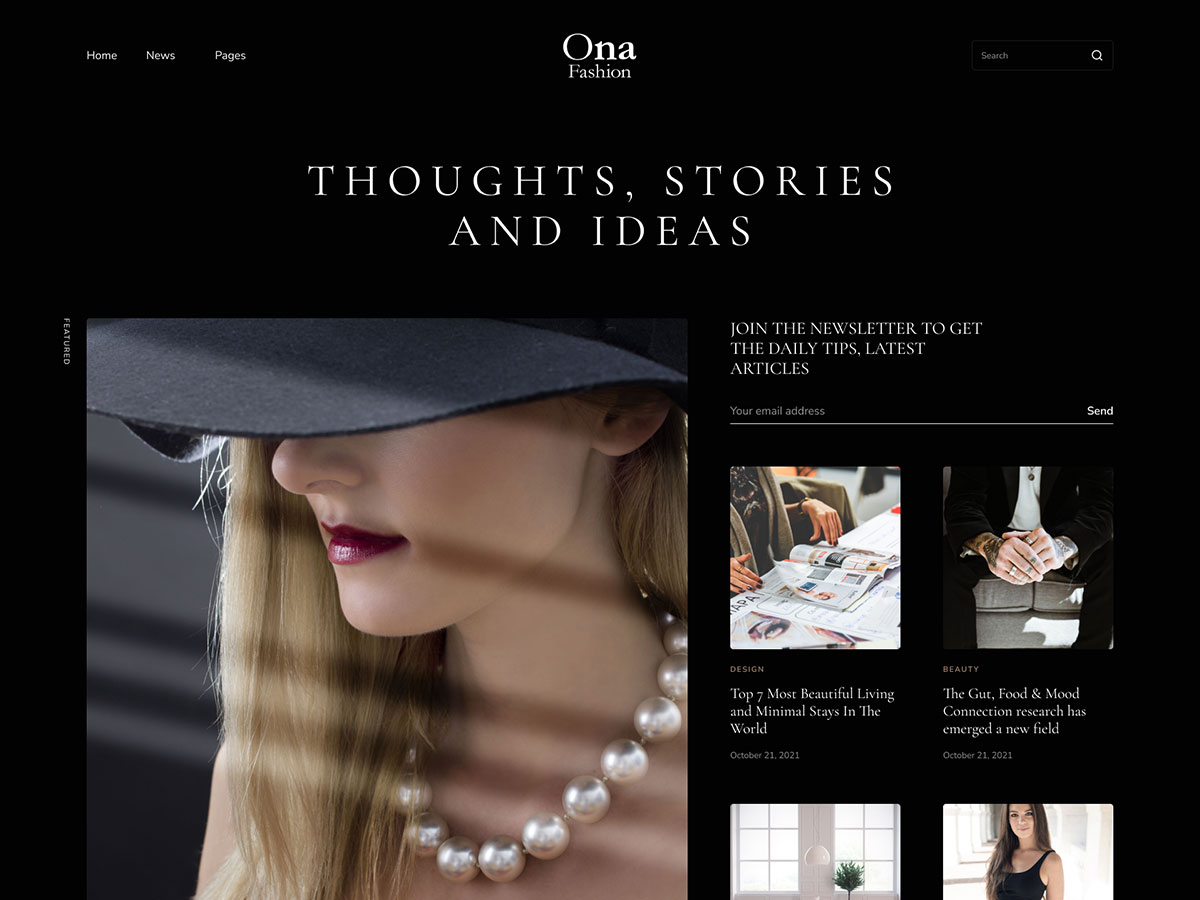 Home News Pages
Ona
Fashion
Search
THOUGHTS, STORIES
AND IDEAS
FEATURED
JOIN THE NEWSLETTER TO GET
THE DAILY TIPS, LATEST
ARTICLES
Your email address Send
DESIGN
Top 7 Most Beautiful Living
and Minimal Stays In The
World
October 21, 2021
BEAUTY
The Gut, Food & Mood
Connection research has
emerged a new field
October 21, 2021